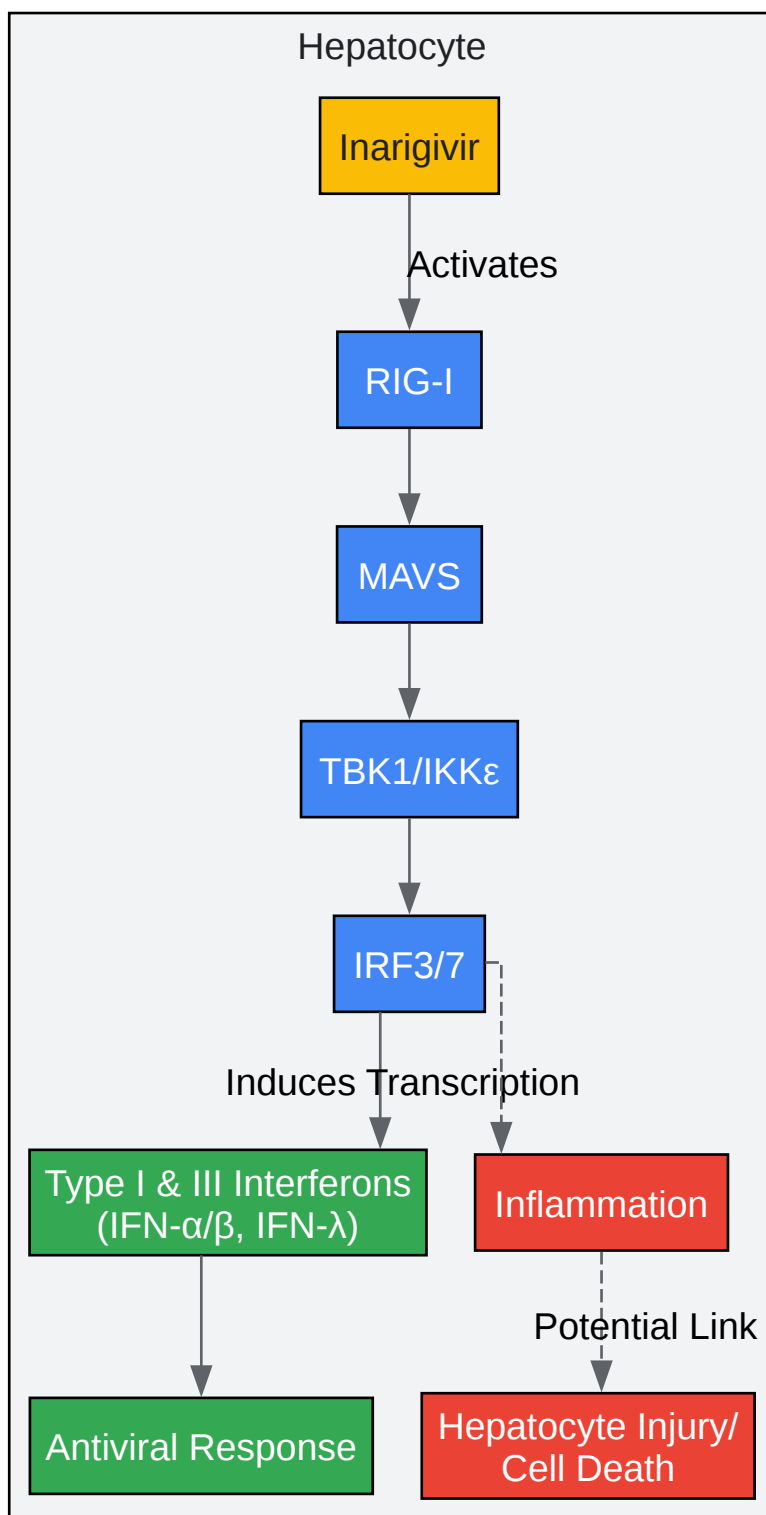 Hepatocyte
Inarigivir
Activates
RIG-I
MAVS
TBK1/IKKε
IRF3/7
Induces Transcription
Type I & III Interferons
(IFN-α/β, IFN-λ)
Inflammation
Potential Link
Antiviral Response
Hepatocyte Injury/
Cell Death